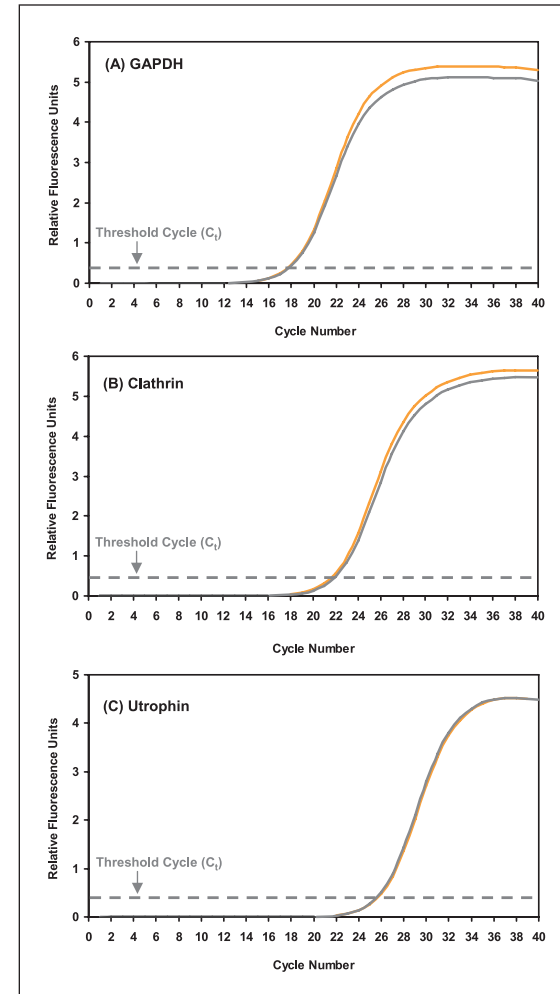 (A) GAPDH
Relative Fluorescence Units
6
5
4
3
2
1
0
Threshold Cycle (Ct)
0 2 4 6 8 10 12 14 16 18 20 22 24 26 28 30 32 34 36 38 40
Cycle Number
(B) Clathrin
Relative Fluorescence Units
6
5
4
3
2
1
0
Threshold Cycle (Ct)
0 2 4 6 8 10 12 14 16 18 20 22 24 26 28 30 32 34 36 38 40
Cycle Number
(C) Utrophin
Relative Fluorescence Units
5
4
3
2
1
0
Threshold Cycle (Ct)
0 2 4 6 8 10 12 14 16 18 20 22 24 26 28 30 32 34 36 38 40
Cycle Number